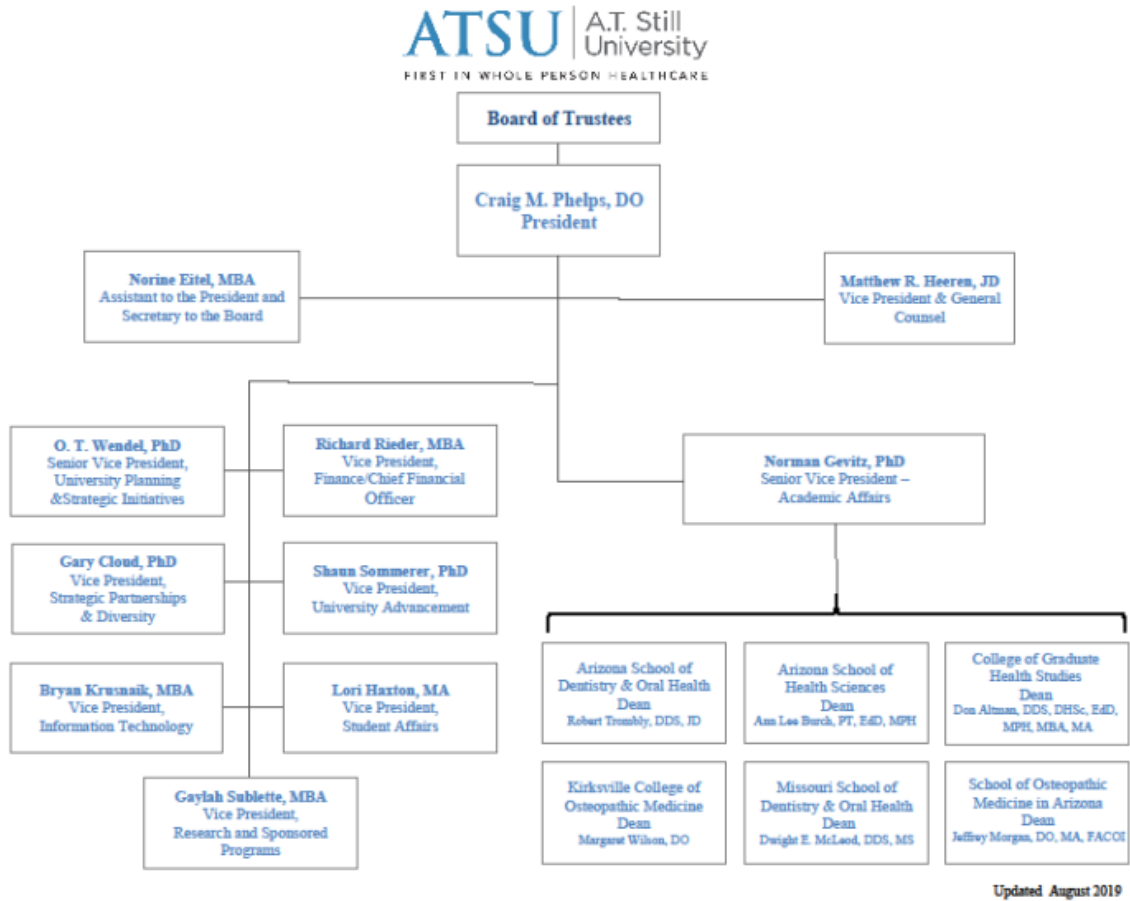 ATSU
A.T. Still
University
FIRST IN WHOLE PERSON HEALTHCARE
Board of Trustees
Craig M. Phelps, DO
President
Norine Eitel, MBA
Assistant to the President and
Secretary to the Board
Matthew R. Heeren, JD
Vice President & General
Counsel
O. T. Wendel, PhD
Senior Vice President,
University Planning
&Strategic Initiatives
Richard Rieder, MBA
Vice President,
Finance/Chief Financial
Officer
Norman Gevitz, PhD
Senior Vice President –
Academic Affairs
Gary Cloud, PhD
Vice President,
Strategic Partnerships
& Diversity
Shaun Sommerer, PhD
Vice President,
University Advancement
Bryan Krusnaik, MBA
Vice President,
Information Technology
Lori Haxton, MA
Vice President,
Student Affairs
Gaylah Sublette, MBA
Vice President,
Research and Sponsored
Programs
Arizona School of
Dentistry & Oral Health
Dean
Robert Trombly, DDS, JD
Arizona School of
Health Sciences
Dean
Ann Lee Burch, PT, EdD, MPH
College of Graduate
Health Studies
Dean
Don Altman, DDS, DHSc, EdD,
MPH, MBA, MA
Kirksville College of
Osteopathic Medicine
Dean
Margaret Wilson, DO
Missouri School of
Dentistry & Oral Health
Dean
Dwight E. McLeod, DDS, MS
School of Osteopathic
Medicine in Arizona
Dean
Jeffrey Morgan, DO, MA, FACOI
Updated August 2019